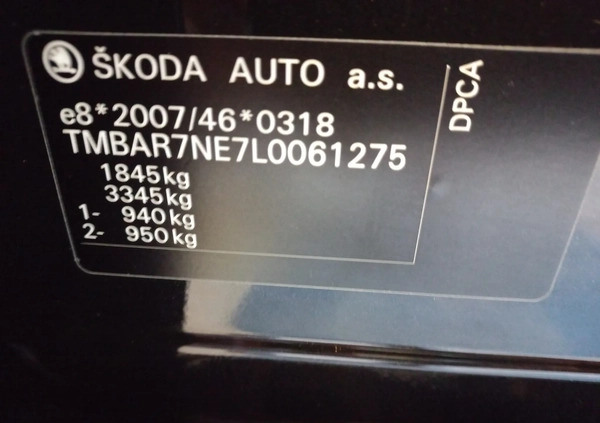 ŠKODA AUTO a.s.
e8*2007/46*0318
TMBAR7NE7L0061275
1845kg
3345kg
1- 940kg
2- 950kg
DPCA